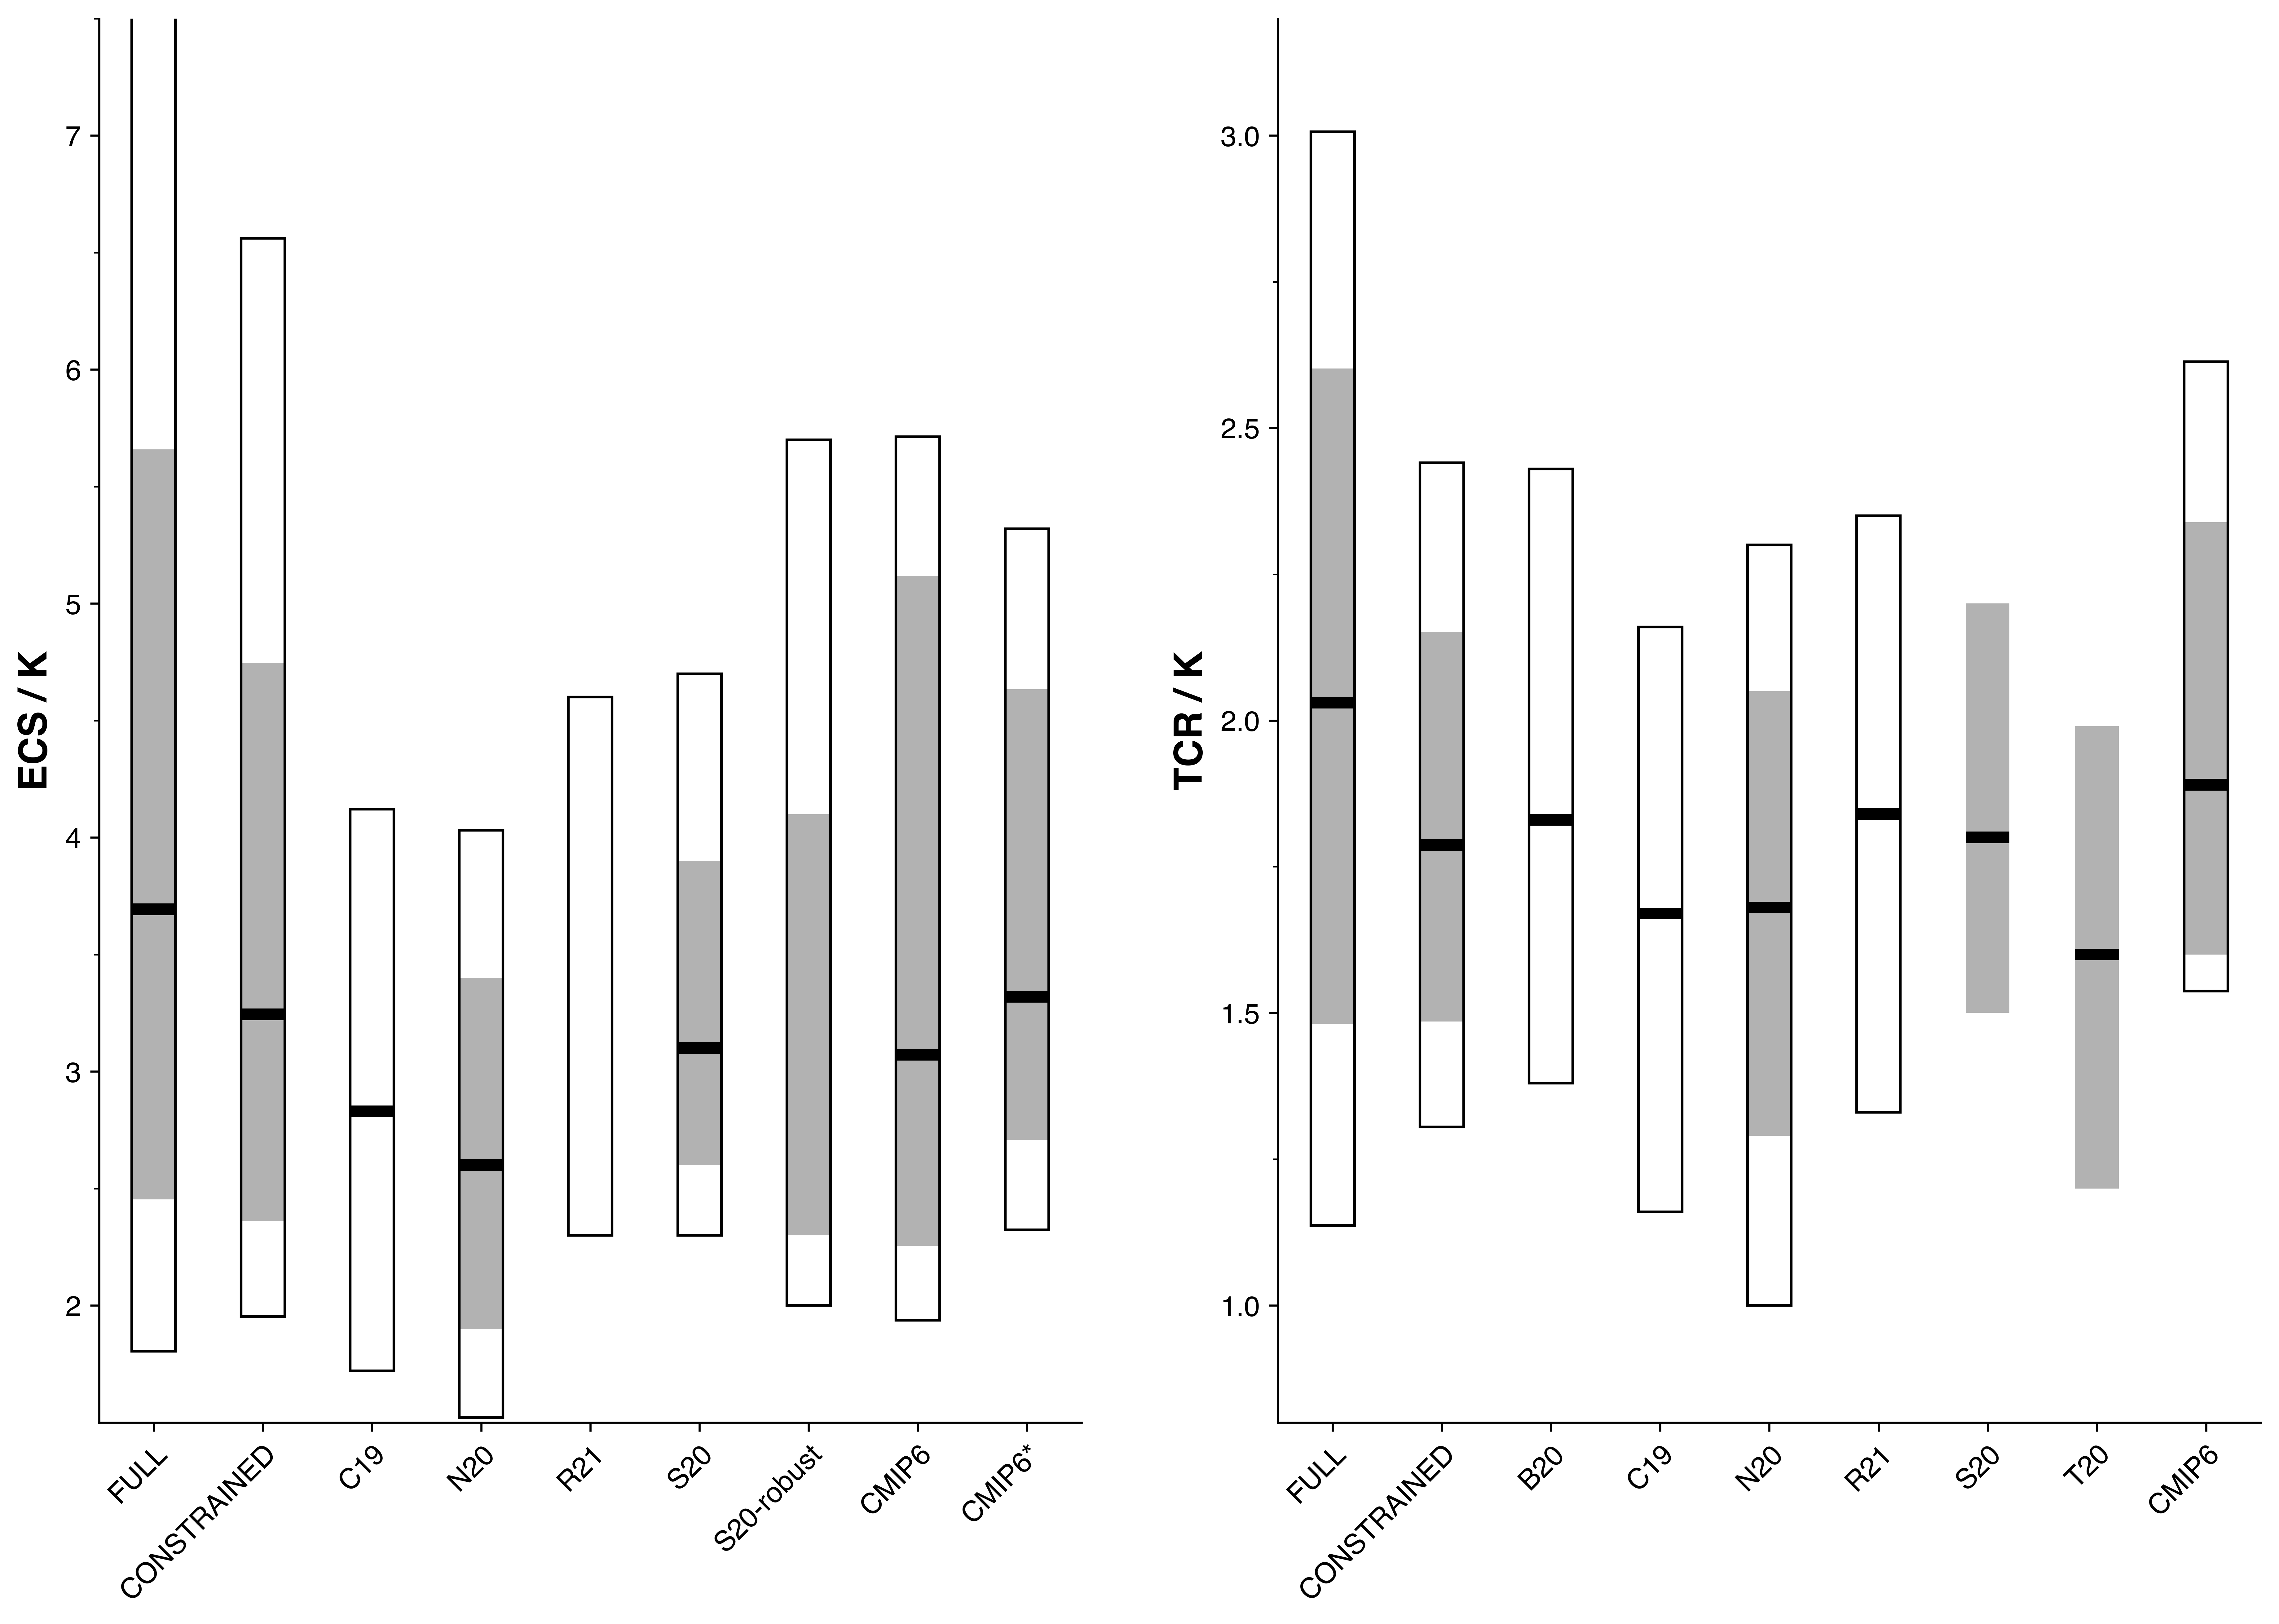 ECS / K
7
6
5
4
3
2
FULL
CONSTRAINED
C19
N20
R21
S20
S20-robust
CMIP6
CMIP6*
TCR / K
3.0
2.5
2.0
1.5
1.0
FULL
CONSTRAINED
B20
C19
N20
R21
S20
T20
CMIP6